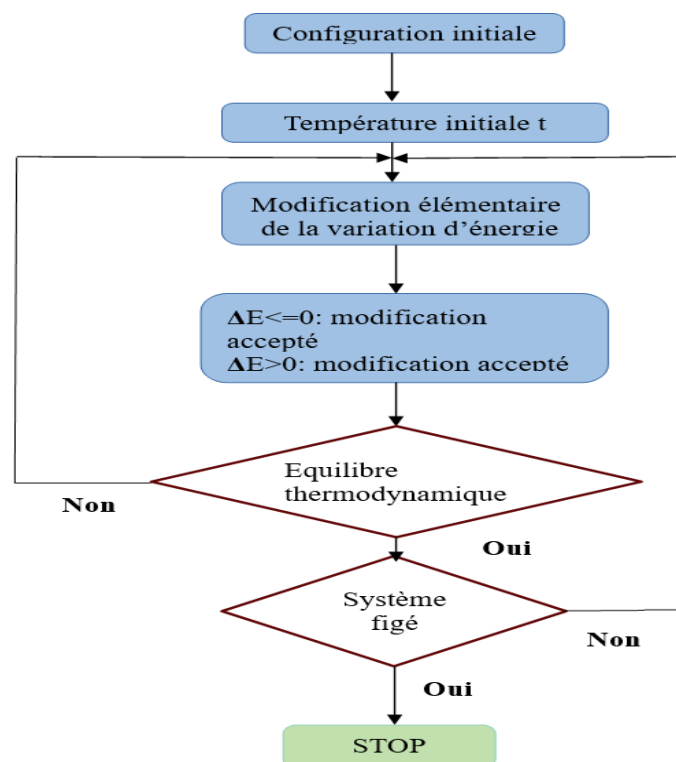 Configuration initiale
Température initiale t
Modification élémentaire
de la variation d'énergie
ΔE<=0: modification
accepté
ΔE>0: modification accepté
Equilibre
thermodynamique
Non
Oui
Système
figé
Non
Oui
STOP